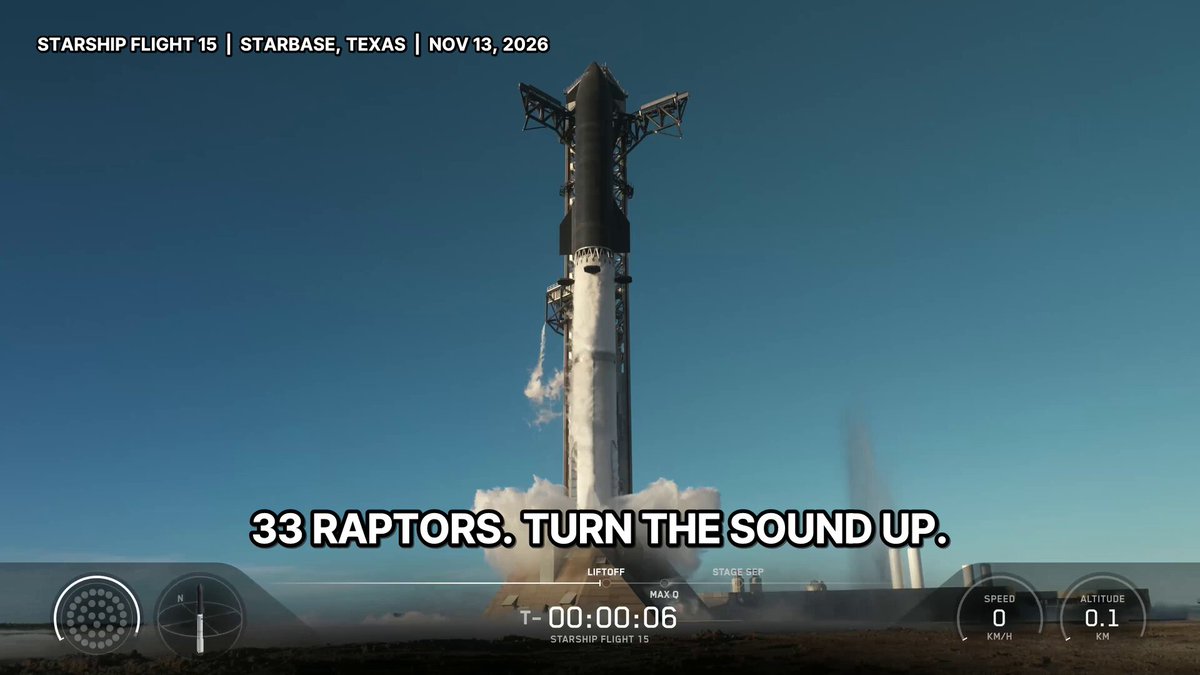 STARSHIP FLIGHT 15 | STARBASE, TEXAS | NOV 13, 2026
33 RAPTORS. TURN THE SOUND UP.
LIFTOFF
STAGE SEP
MAX Q
N
T- 00:00:06
STARSHIP FLIGHT 15
SPEED
0
KM/H
ALTITUDE
0.1
KM